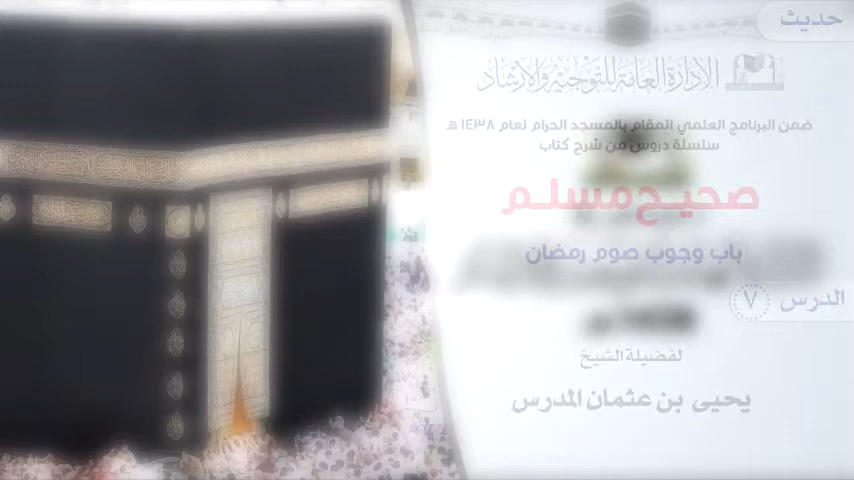 حديث
الإدارة العامة للتوجيه والإرشاد
ضمن البرنامج العلمي المقام بالمسجد الحرام لعام ١٤٣٨ هـ
سلسلة دروس من شرح كتاب
صحيح مسلم
باب وجوب صوم رمضان
الدرس ٧
لفضيلة الشيخ
يحيى بن عثمان المدرس